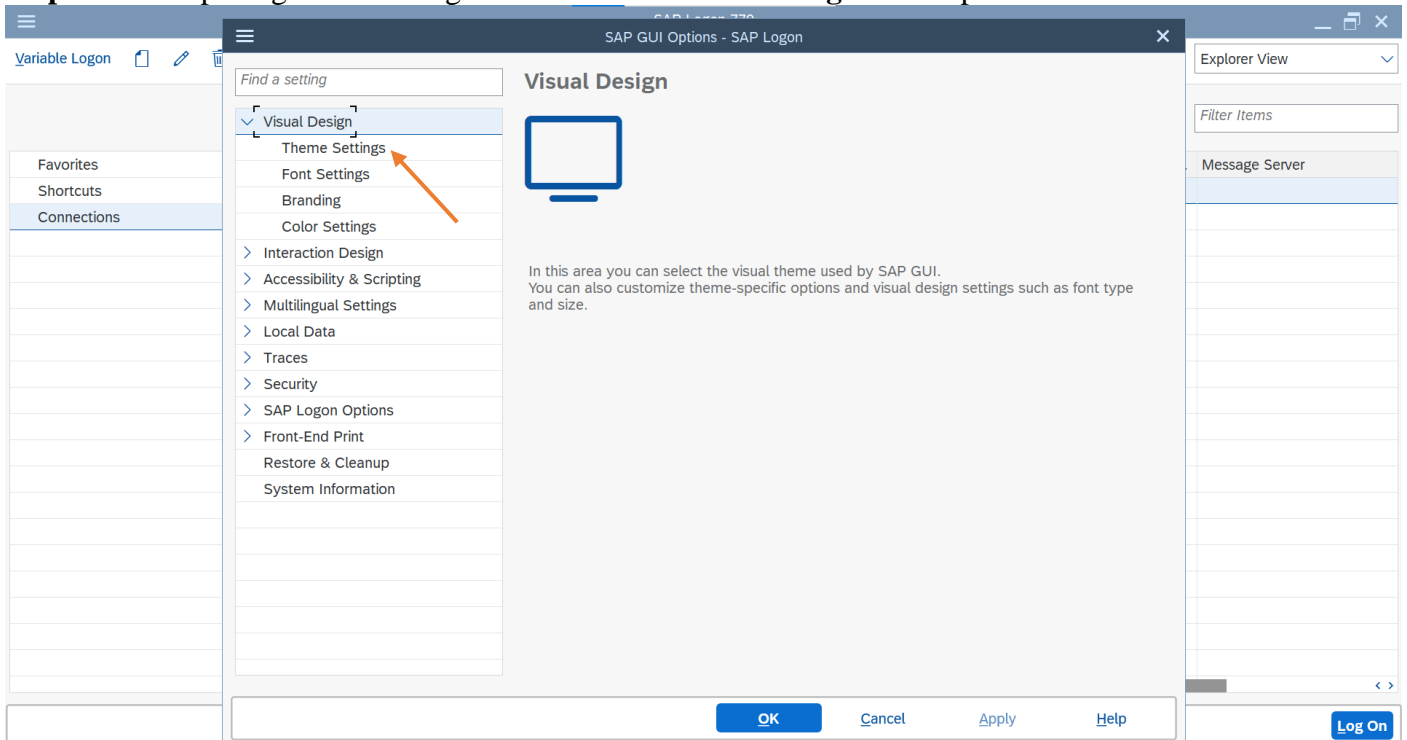 SAP GUI Options - SAP Logon
Variable Logon
Explorer View
Find a setting
Visual Design
Filter Items
Visual Design
Theme Settings
Font Settings
Branding
Color Settings
Interaction Design
Accessibility & Scripting
Multilingual Settings
Local Data
Traces
Security
SAP Logon Options
Front-End Print
Restore & Cleanup
System Information
Favorites
Shortcuts
Connections
Message Server
In this area you can select the visual theme used by SAP GUI.
You can also customize theme-specific options and visual design settings such as font type
and size.
OK
Cancel
Apply
Help
Log On